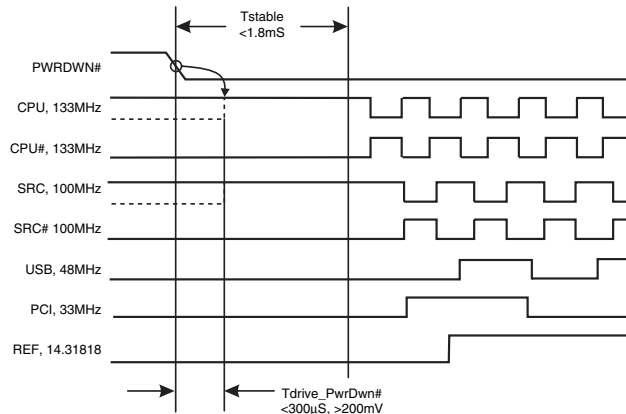 Tstable
<1.8mS
PWRDWN#
CPU, 133MHz
CPU#, 133MHz
SRC, 100MHz
SRC# 100MHz
USB, 48MHz
PCI, 33MHz
REF, 14.31818
Tdrive_PwrDwn#
<300µS, >200mV